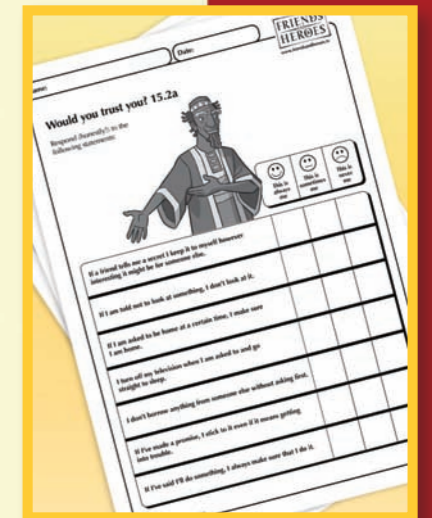 Name:
Date:
FRIENDS
HEROES
www.friendsandheroes.tv
Would you trust you? 15.2a
Respond (honestly!) to the
following statements:
This is
always
me
This is
sometimes
me
This is
never
me
If a friend tells me a secret I keep it to myself however
interesting it might be for someone else.
If I am told not to look at something, I don't look at it.
If I am asked to be home at a certain time, I make sure
I am home.
I turn off my television when I am asked to and go
straight to sleep.
I don't borrow anything from someone else without asking first.
If I've made a promise, I stick to it even if it means getting
into trouble.
If I've said I'll do something, I always make sure that I do it.